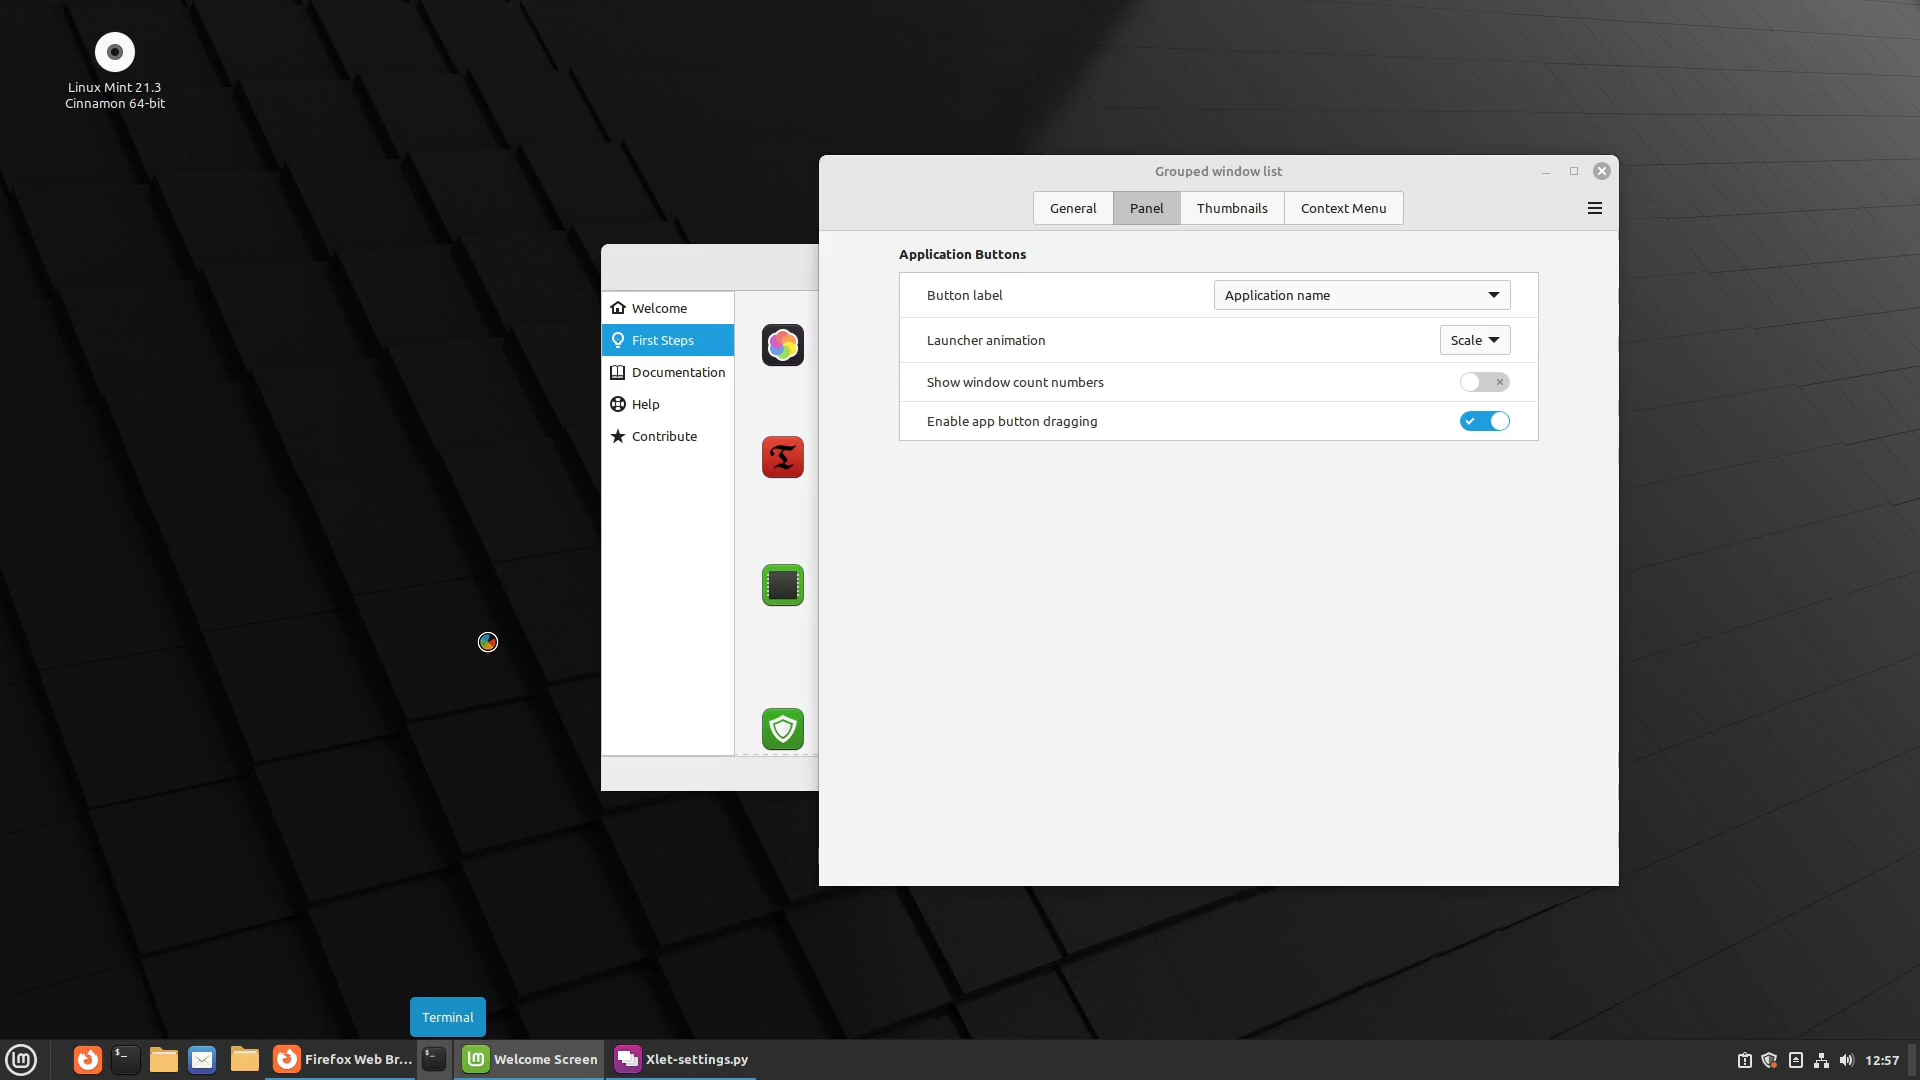 Linux Mint 21.3
Cinnamon 64-bit
Grouped window list
General
Panel
Thumbnails
Context Menu
Application Buttons
Button label
Application name
Launcher animation
Scale
Show window count numbers
Enable app button dragging
Welcome
First Steps
Documentation
Help
Contribute
Terminal
Firefox Web Br...
Welcome Screen
Xlet-settings.py
12:57